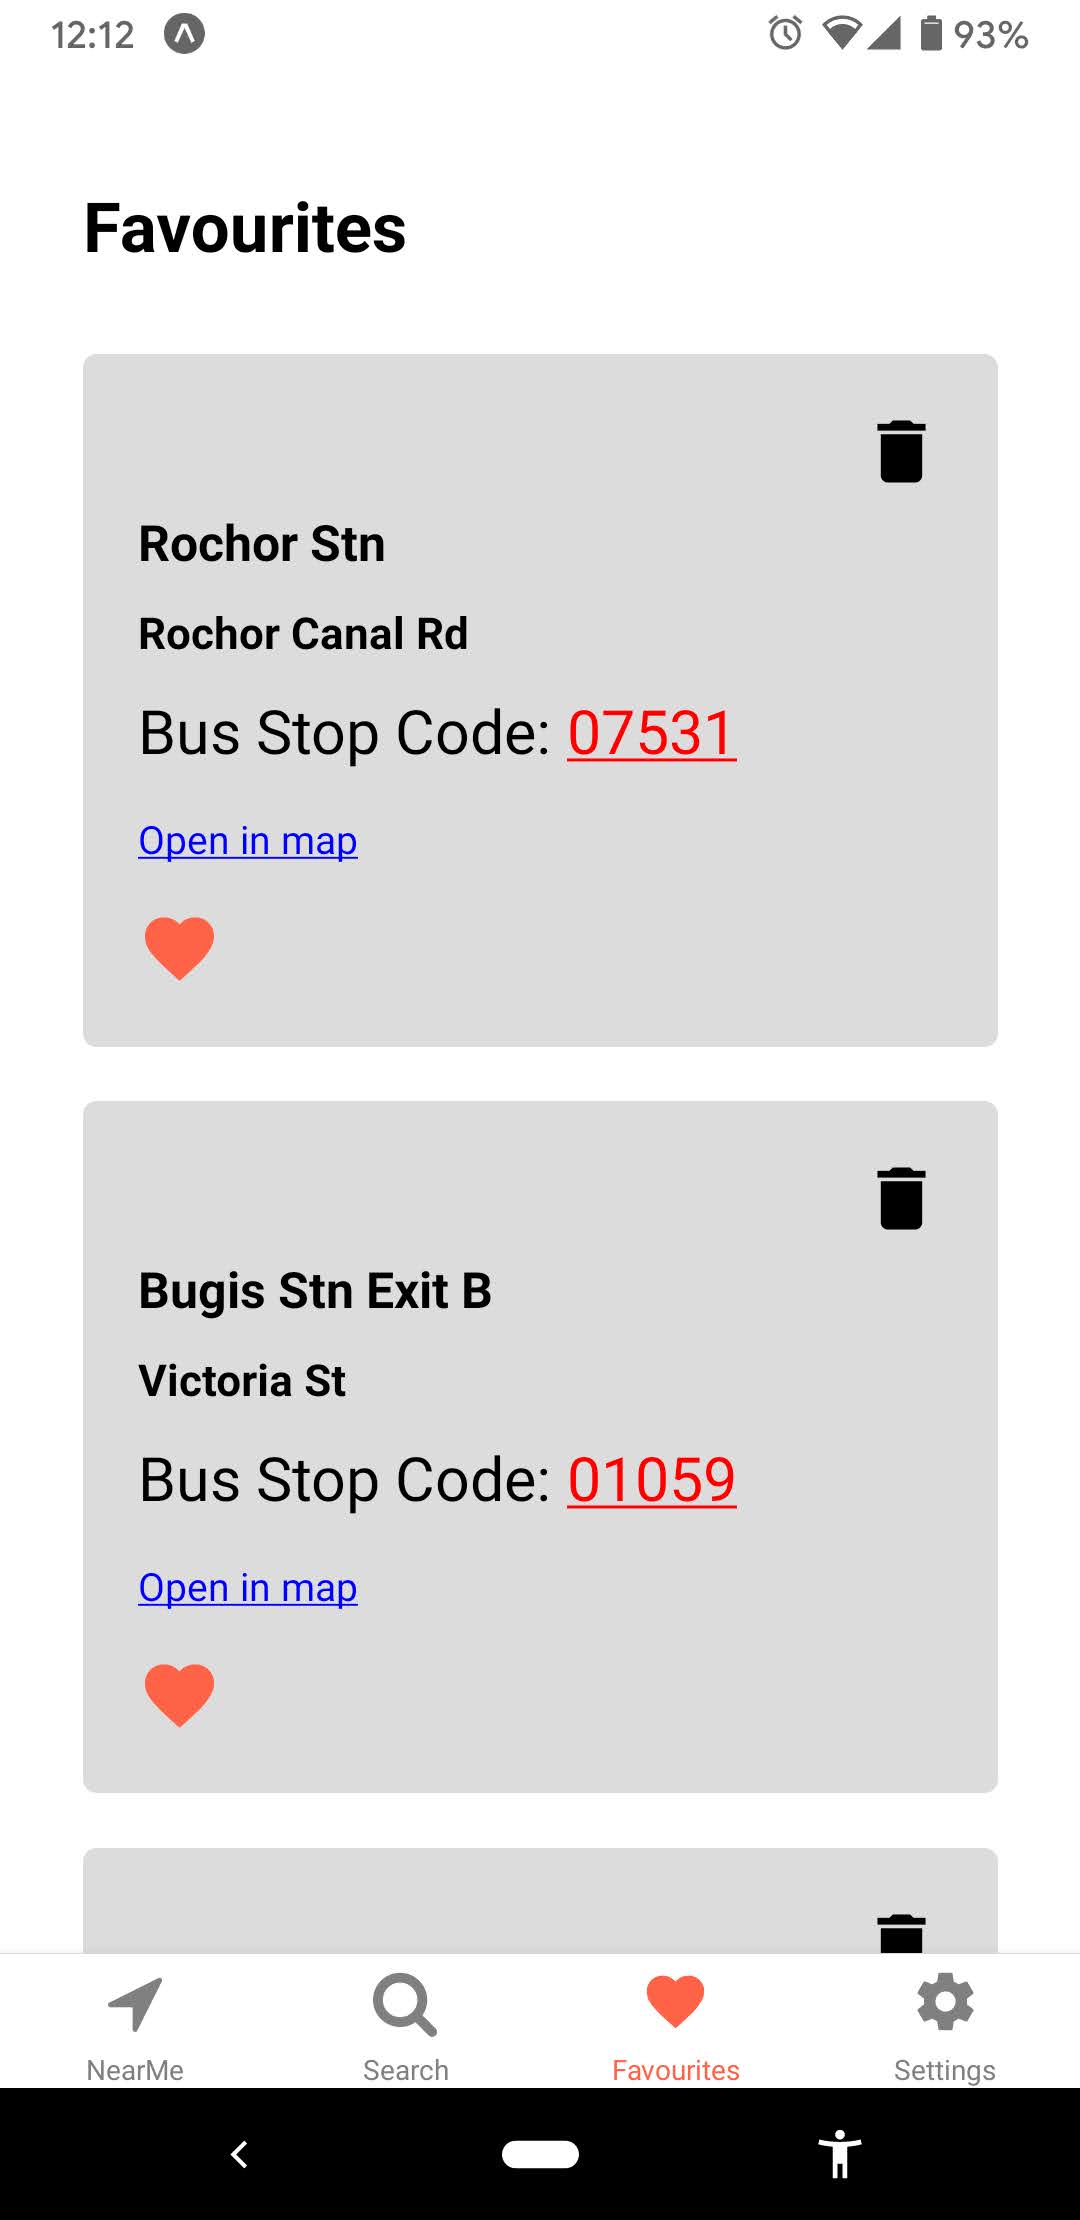 12:12
93%
Favourites
Rochor Stn
Rochor Canal Rd
Bus Stop Code: 07531
Open in map
Bugis Stn Exit B
Victoria St
Bus Stop Code: 01059
Open in map
NearMe
Search
Favourites
Settings